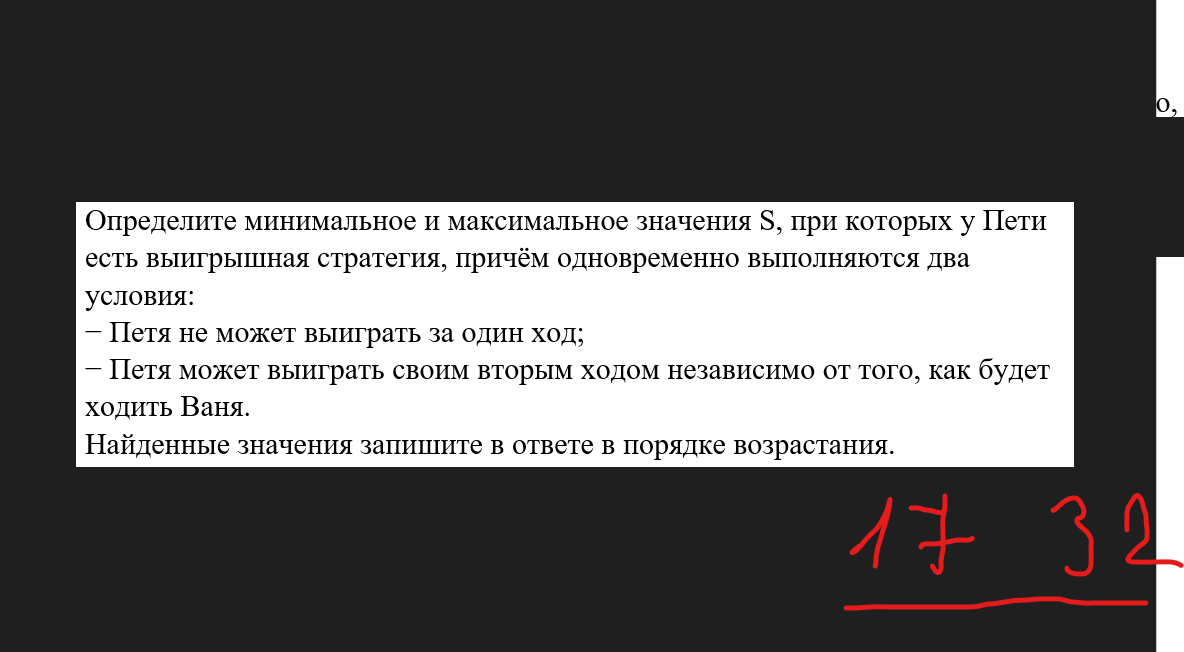 о,
Определите минимальное и максимальное значения S, при которых у Пети
есть выигрышная стратегия, причём одновременно выполняются два
условия:
− Петя не может выиграть за один ход;
− Петя может выиграть своим вторым ходом независимо от того, как будет
ходить Ваня.
Найденные значения запишите в ответе в порядке возрастания.
17 32